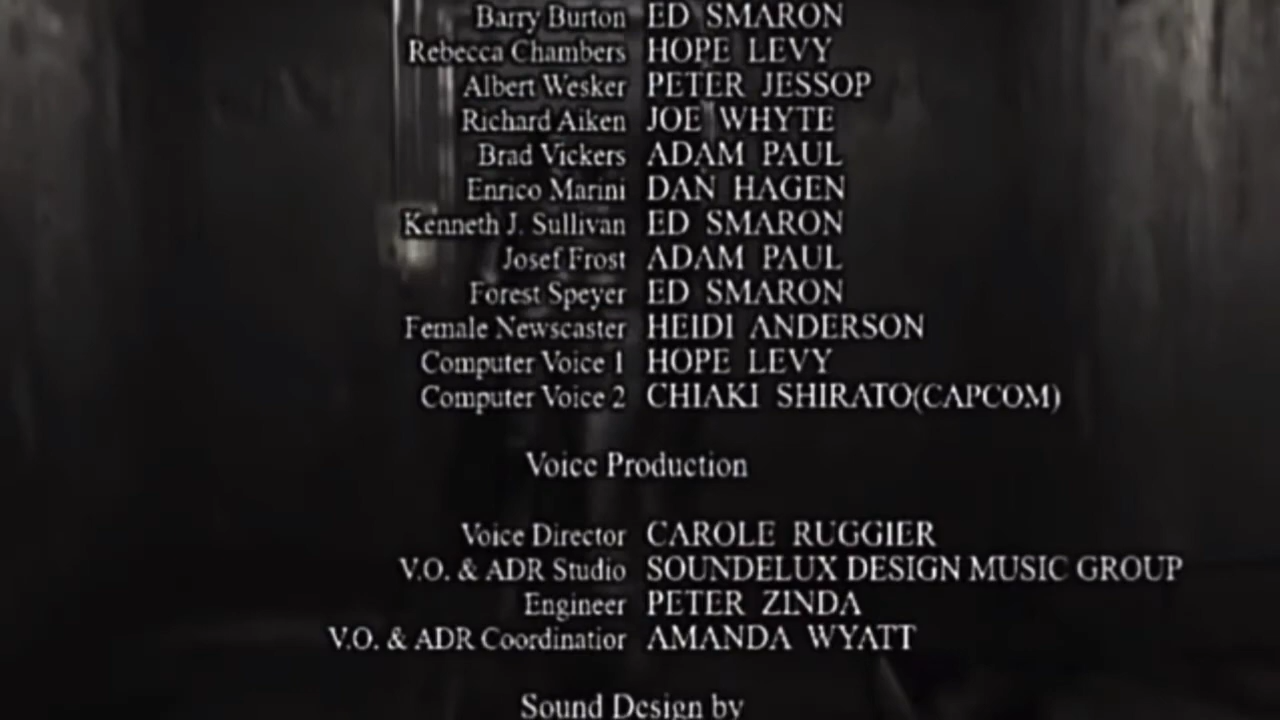 Barry Burton ED SMARON
Rebecca Chambers HOPE LEVY
Albert Wesker PETER JESSOP
Richard Aiken JOE WHYTE
Brad Vickers ADAM PAUL
Enrico Marini DAN HAGEN
Kenneth J. Sullivan ED SMARON
Josef Frost ADAM PAUL
Forest Speyer ED SMARON
Female Newscaster HEIDI ANDERSON
Computer Voice 1 HOPE LEVY
Computer Voice 2 CHIAKI SHIRATO(CAPCOM)
Voice Production
Voice Director CAROLE RUGGIER
V.O. & ADR Studio SOUNDELUX DESIGN MUSIC GROUP
Engineer PETER ZINDA
V.O. & ADR Coordinatior AMANDA WYATT
Sound Design by